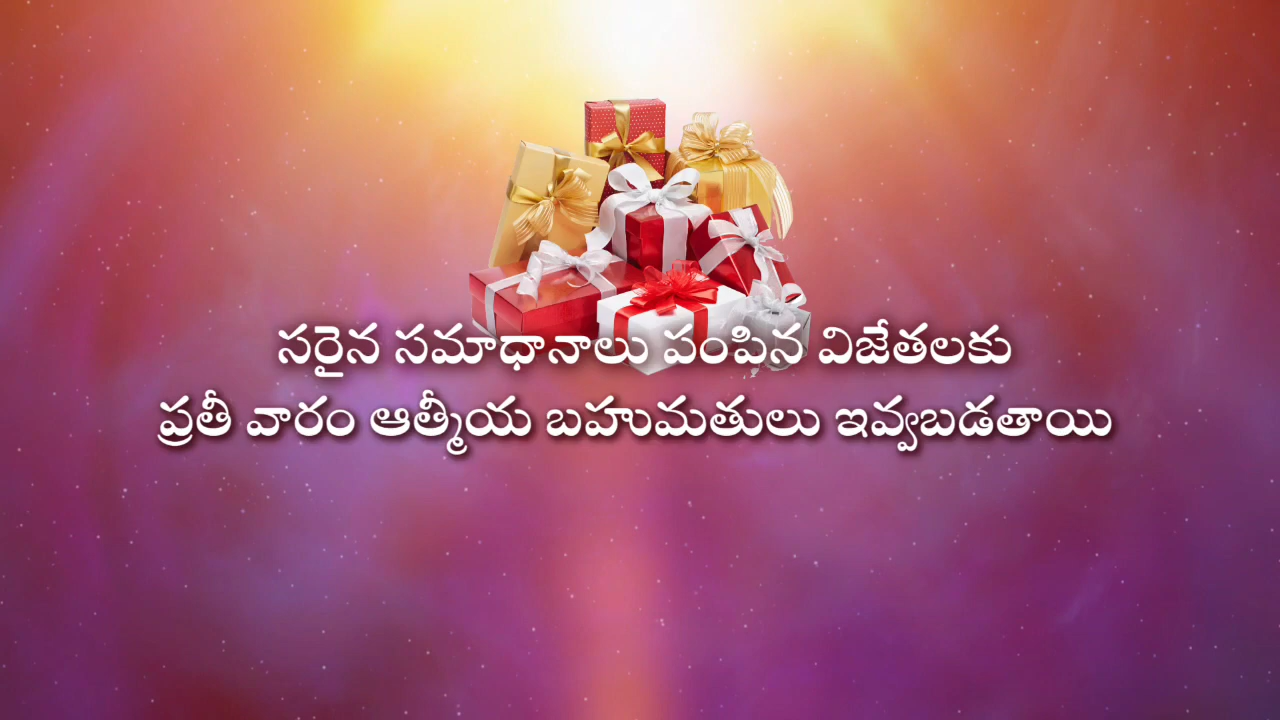 సరైన సమాధానాలు పంపిన విజేతలకు
ప్రతీ వారం ఆత్మీయ బహుమతులు ఇవ్వబడతాయి